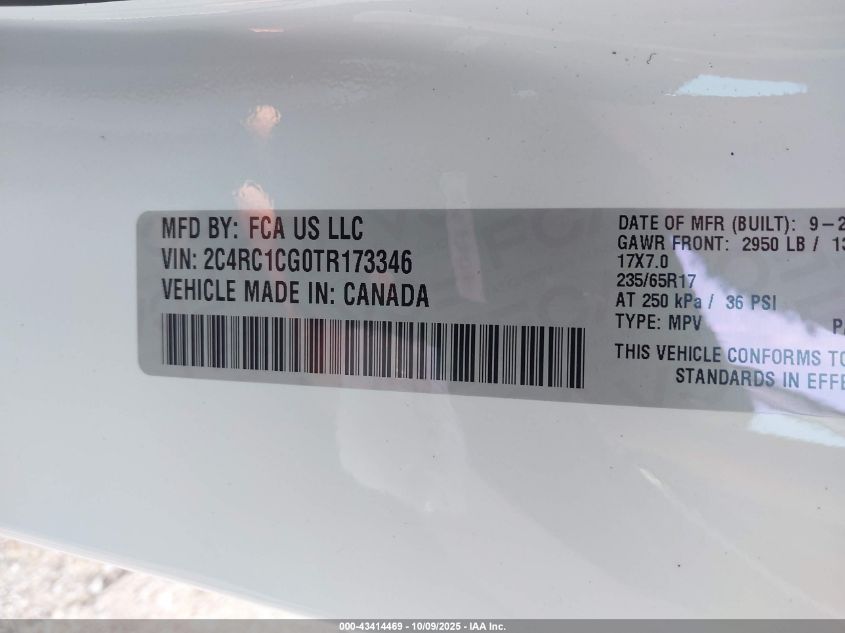 MFD BY: FCA US LLC
VIN: 2C4RC1CG0TR173346
VEHICLE MADE IN: CANADA
DATE OF MFR (BUILT): 9-2
GAWR FRONT: 2950 LB / 13
17X7.0
235/65R17
AT 250 kPa / 36 PSI
TYPE: MPV
THIS VEHICLE CONFORMS TO
STANDARDS IN EFFE
000-43414469 - 10/09/2025 - IAA Inc.